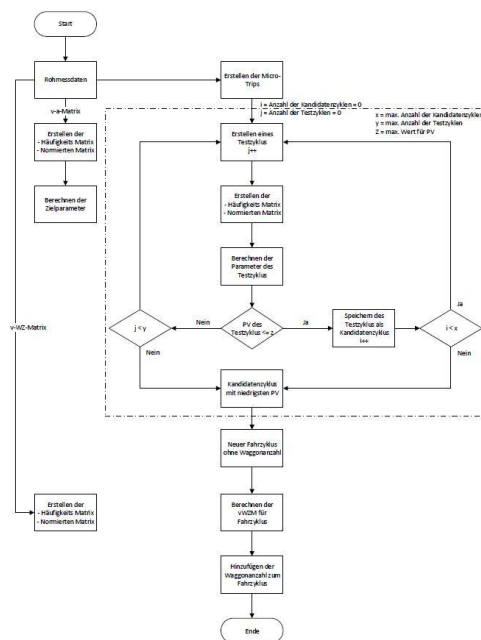 Start
Rohmessdaten
Erstellen der Micro-
Trips
v-a-Matrix
i = Anzahl der Kandidatenzyklen = 0
j = Anzahl der Testzyklen = 0
x = max. Anzahl der Kandidatenzyklen
y = max. Anzahl der Testzyklen
Z = max. Wert für PV
Erstellen der
- Häufigkeits Matrix
- Normierten Matrix
Erstellen eines
Testzyklus
j++
Berechnen der
Zielparameter
Erstellen der
- Häufigkeits Matrix
- Normierten Matrix
Berechnen der
Parameter des
Testzyklus
v-WZ-Matrix
j < y
Nein
PV des
Testzyklus <= z
Ja
Speichern des
Testzyklus als
Kandidatenzyklus
i++
i < x
Ja
Nein
Nein
Kandidatenzyklus
mit niedrigsten PV
Neuer Fahrzyklus
ohne Waggonanzahl
Erstellen der
- Häufigkeits Matrix
- Normierten Matrix
Berechnen der
vWZM für
Fahrzyklus
Hinzufügen der
Waggonanzahl zum
Fahrzyklus
Ende